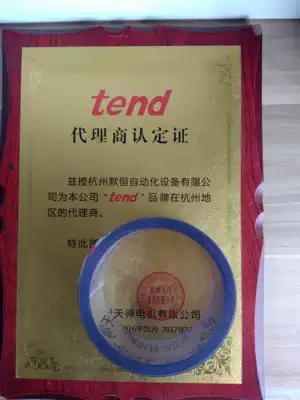 tend
代理商认定证
兹授杭州默恒自动化设备有限公
司为本公司“tend”品牌在杭州地
区的代理商。
特此授
天得电机有限公司